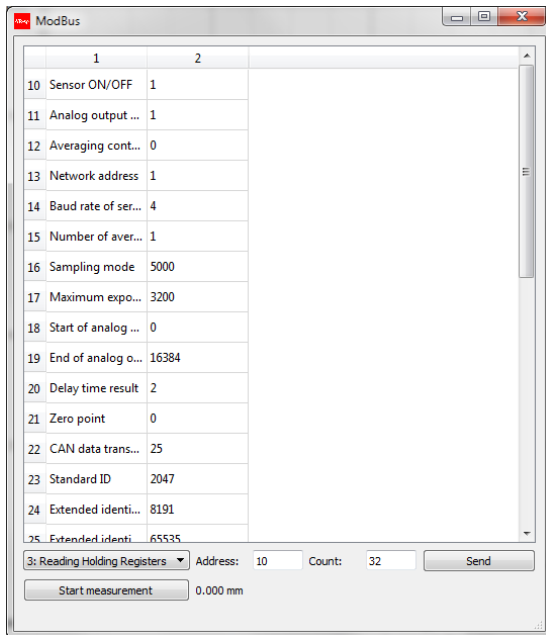 ModBus
1 2
10 Sensor ON/OFF 1
11 Analog output ... 1
12 Averaging cont... 0
13 Network address 1
14 Baud rate of ser... 4
15 Number of aver... 1
16 Sampling mode 5000
17 Maximum expo... 3200
18 Start of analog ... 0
19 End of analog o... 16384
20 Delay time result 2
21 Zero point 0
22 CAN data trans... 25
23 Standard ID 2047
24 Extended identi... 8191
25 Extended identi... 65535
3: Reading Holding Registers Address: 10 Count: 32 Send
Start measurement 0.000 mm